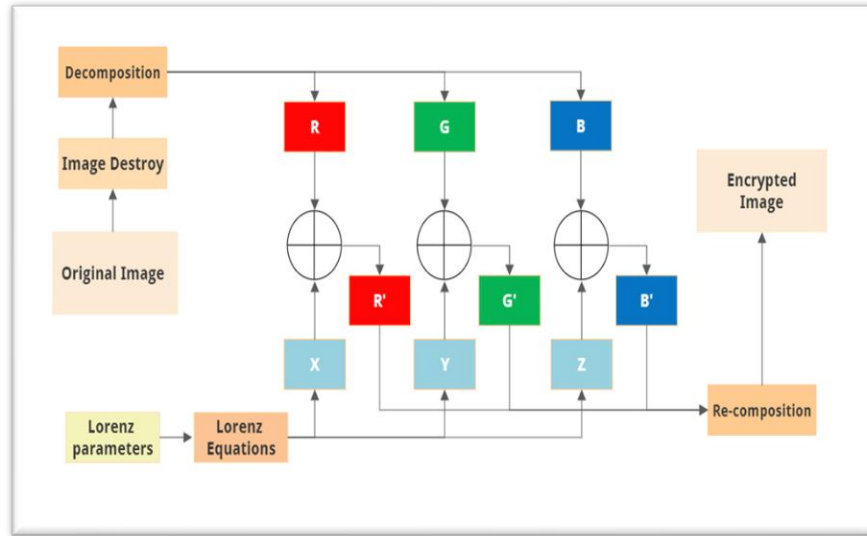 Decomposition
R
G
B
Image Destroy
Encrypted
Image
Original Image
R'
G'
B'
X
Y
Z
Re-composition
Lorenz
parameters
Lorenz
Equations